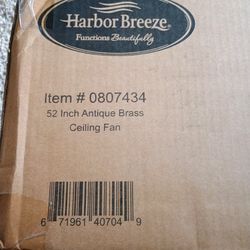 Harbor Breeze®
Functions Beautifully
Item # 0807434
52 Inch Antique Brass
Ceiling Fan
6 71961 40704 9